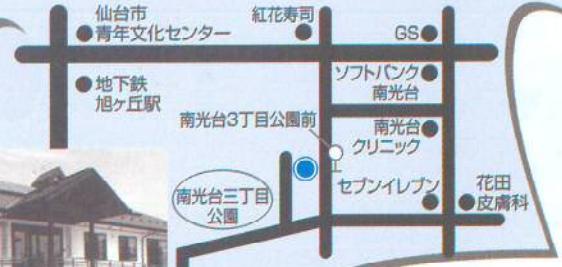 仙台市
青年文化センター
紅花寿司
GS
地下鉄
旭ヶ丘駅
ソフトバンク
南光台
南光台3丁目公園前
南光台
クリニック
南光台三丁目
公園
セブンイレブン
花田
皮膚科